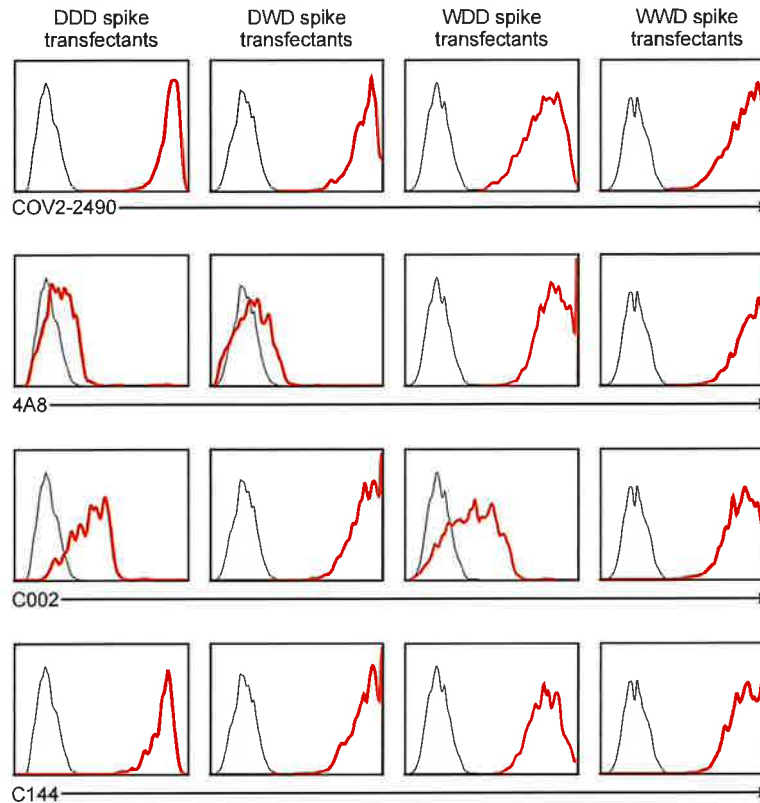 DDD spike
transfectants
DWD spike
transfectants
WDD spike
transfectants
WWD spike
transfectants
COV2-2490
4A8
C002
C144